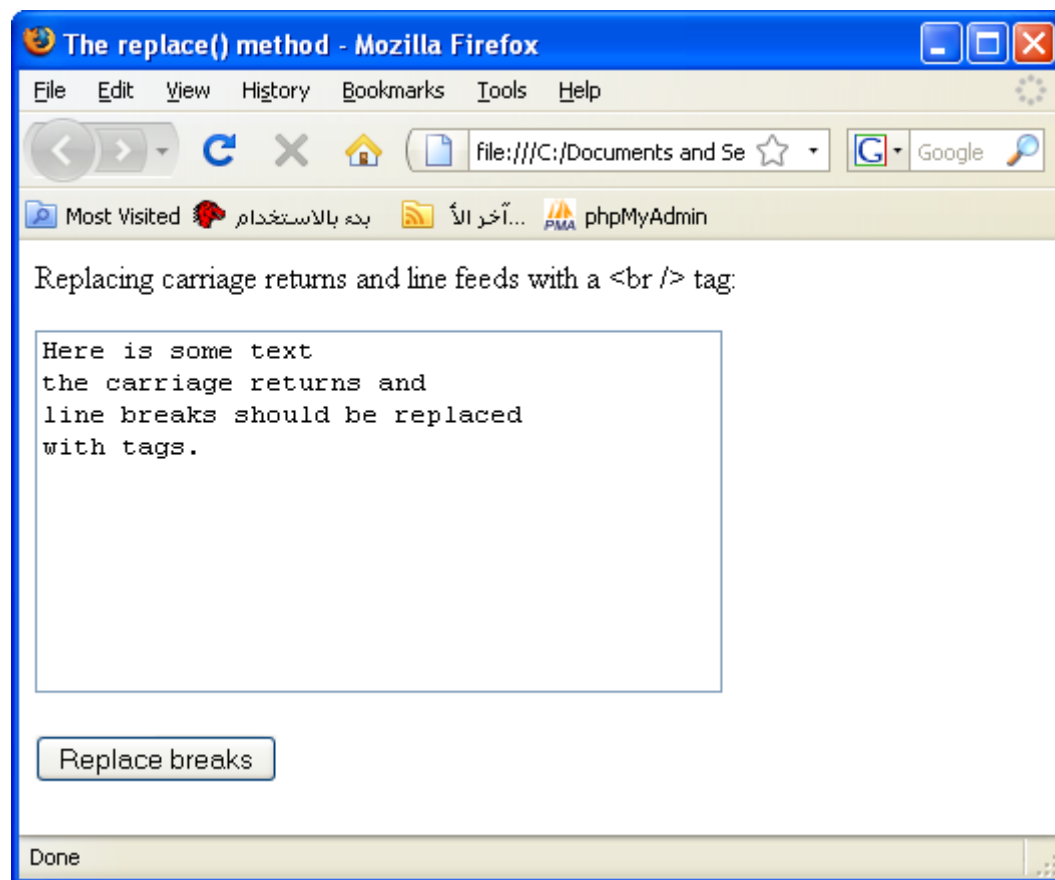 The replace() method - Mozilla Firefox
File Edit View History Bookmarks Tools Help
file:///C:/Documents and Se G Google
Most Visited بدء بالاستخدام آخر الأ... PMA phpMyAdmin
Replacing carriage returns and line feeds with a <br /> tag:
Here is some text
the carriage returns and
line breaks should be replaced
with tags.
Replace breaks
Done